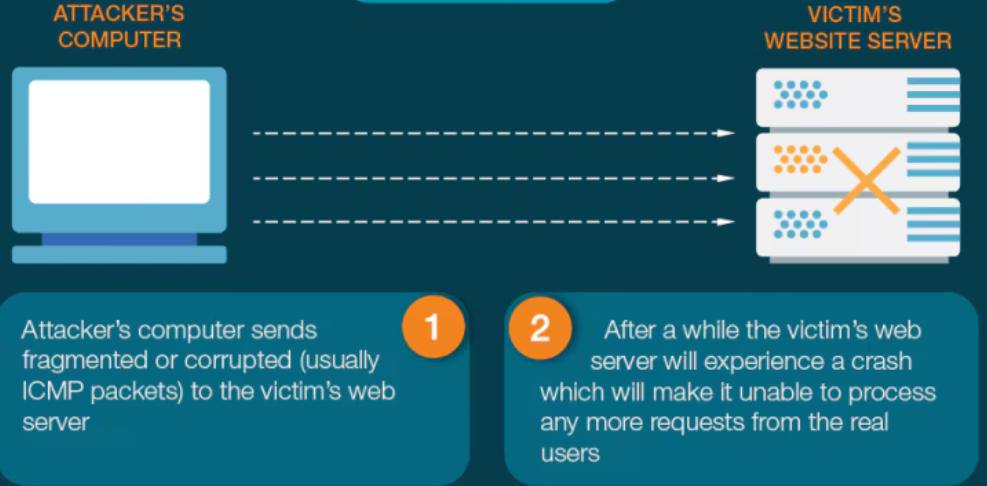 ATTACKER'S
COMPUTER
VICTIM'S
WEBSITE SERVER
1
Attacker's computer sends
fragmented or corrupted (usually
ICMP packets) to the victim's web
server
2
After a while the victim's web
server will experience a crash
which will make it unable to process
any more requests from the real
users